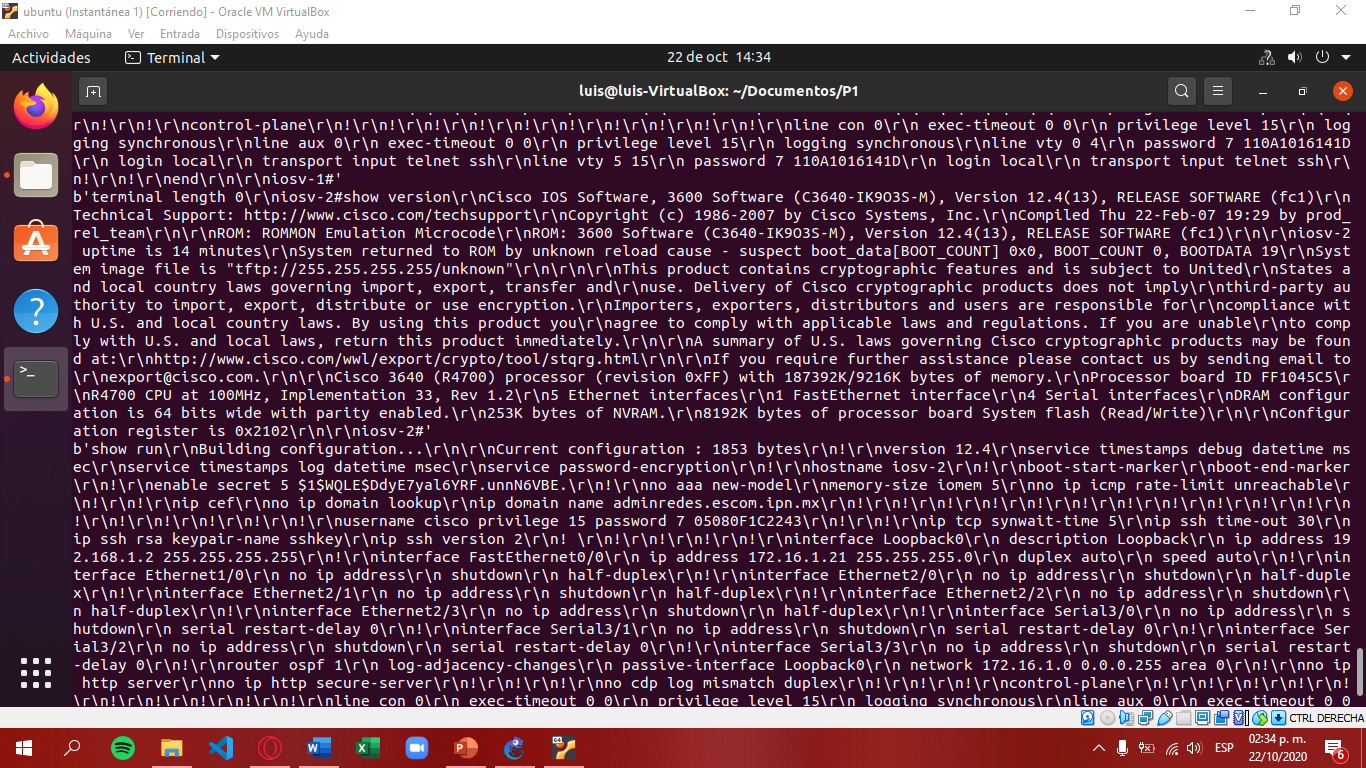 ubuntu (Instantánea 1) [Corriendo] - Oracle VM VirtualBox
Archivo Máquina Ver Entrada Dispositivos Ayuda
Actividades Terminal 22 de oct 14:34
luis@luis-VirtualBox: ~/Documentos/P1
r\n!\r\n!\r\ncontrol-plane\r\n!\r\n!\r\n!\r\n!\r\n!\r\n!\r\n!\r\n!\r\n!\r\n!\r\nline con 0\r\n exec-timeout 0 0\r\n privilege level 15\r\n log
ging synchronous\r\nline aux 0\r\n exec-timeout 0 0\r\n privilege level 15\r\n logging synchronous\r\nline vty 0 4\r\n password 7 110A1016141D
\r\n login local\r\n transport input telnet ssh\r\nline vty 5 15\r\n password 7 110A1016141D\r\n login local\r\n transport input telnet ssh\r\
n!\r\n!\r\nend\r\n\r\niosv-1#'
b'terminal length 0\r\niosv-2#show version\r\nCisco IOS Software, 3600 Software (C3640-IK9O3S-M), Version 12.4(13), RELEASE SOFTWARE (fc1)\r\n
Technical Support: http://www.cisco.com/techsupport\r\nCopyright (c) 1986-2007 by Cisco Systems, Inc.\r\nCompiled Thu 22-Feb-07 19:29 by prod_
rel_team\r\n\r\nROM: ROMMON Emulation Microcode\r\nROM: 3600 Software (C3640-IK9O3S-M), Version 12.4(13), RELEASE SOFTWARE (fc1)\r\n\r\niosv-2
 uptime is 14 minutes\r\nSystem returned to ROM by unknown reload cause - suspect boot_data[BOOT_COUNT] 0x0, BOOT_COUNT 0, BOOTDATA 19\r\nSyst
em image file is "tftp://255.255.255.255/unknown"\r\n\r\n\r\nThis product contains cryptographic features and is subject to United\r\nStates a
nd local country laws governing import, export, transfer and\r\nuse. Delivery of Cisco cryptographic products does not imply\r\nthird-party au
thority to import, export, distribute or use encryption.\r\nImporters, exporters, distributors and users are responsible for\r\ncompliance wit
h U.S. and local country laws. By using this product you\r\nagree to comply with applicable laws and regulations. If you are unable\r\nto comp
ly with U.S. and local laws, return this product immediately.\r\n\r\nA summary of U.S. laws governing Cisco cryptographic products may be foun
d at:\r\nhttp://www.cisco.com/wwl/export/crypto/tool/stqrg.html\r\n\r\nIf you require further assistance please contact us by sending email to
\r\nexport@cisco.com.\r\n\r\nCisco 3640 (R4700) processor (revision 0xFF) with 187392K/9216K bytes of memory.\r\nProcessor board ID FF1045C5\r
\nR4700 CPU at 100MHz, Implementation 33, Rev 1.2\r\n5 Ethernet interfaces\r\n1 FastEthernet interface\r\n4 Serial interfaces\r\nDRAM configur
ation is 64 bits wide with parity enabled.\r\n253K bytes of NVRAM.\r\n8192K bytes of processor board System flash (Read/Write)\r\n\r\nConfigur
ation register is 0x2102\r\n\r\niosv-2#'
b'show run\r\nBuilding configuration...\r\n\r\nCurrent configuration : 1853 bytes\r\n!\r\nversion 12.4\r\nservice timestamps debug datetime ms
ec\r\nservice timestamps log datetime msec\r\nservice password-encryption\r\n!\r\nhostname iosv-2\r\n!\r\nboot-start-marker\r\nboot-end-marker
\r\n!\r\nenable secret 5 $1$WQLE$DdyE7yal6YRF.unnN6VBE.\r\n!\r\nno aaa new-model\r\nmemory-size iomem 5\r\nno ip icmp rate-limit unreachable\r
\n!\r\n!\r\nip cef\r\nno ip domain lookup\r\nip domain name adminredes.escom.ipn.mx\r\n!\r\n!\r\n!\r\n!\r\n!\r\n!\r\n!\r\n!\r\n!\r\n!\r\n!\r\n
!\r\n!\r\n!\r\n!\r\n!\r\n!\r\nusername cisco privilege 15 password 7 05080F1C2243\r\n!\r\n!\r\nip tcp synwait-time 5\r\nip ssh time-out 30\r\n
ip ssh rsa keypair-name sshkey\r\nip ssh version 2\r\n! \r\n!\r\n!\r\n!\r\n!\r\ninterface Loopback0\r\n description Loopback\r\n ip address 19
2.168.1.2 255.255.255.255\r\n!\r\ninterface FastEthernet0/0\r\n ip address 172.16.1.21 255.255.255.0\r\n duplex auto\r\n speed auto\r\n!\r\nin
terface Ethernet1/0\r\n no ip address\r\n shutdown\r\n half-duplex\r\n!\r\ninterface Ethernet2/0\r\n no ip address\r\n shutdown\r\n half-duple
x\r\n!\r\ninterface Ethernet2/1\r\n no ip address\r\n shutdown\r\n half-duplex\r\n!\r\ninterface Ethernet2/2\r\n no ip address\r\n shutdown\r\
n half-duplex\r\n!\r\ninterface Ethernet2/3\r\n no ip address\r\n shutdown\r\n half-duplex\r\n!\r\ninterface Serial3/0\r\n no ip address\r\n s
hutdown\r\n serial restart-delay 0\r\n!\r\ninterface Serial3/1\r\n no ip address\r\n shutdown\r\n serial restart-delay 0\r\n!\r\ninterface Ser
ial3/2\r\n no ip address\r\n shutdown\r\n serial restart-delay 0\r\n!\r\ninterface Serial3/3\r\n no ip address\r\n shutdown\r\n serial restart
-delay 0\r\n!\r\nrouter ospf 1\r\n log-adjacency-changes\r\n passive-interface Loopback0\r\n network 172.16.1.0 0.0.0.255 area 0\r\n!\r\nno ip
 http server\r\nno ip http secure-server\r\n!\r\n!\r\n!\r\nno cdp log mismatch duplex\r\n!\r\ncontrol-plane\r\n!\r\n!\r\n!\r\n!\r\n!
\r\n!\r\n!\r\n!\r\n!\r\n!\r\nline con 0\r\n exec-timeout 0 0\r\n privilege level 15\r\n logging synchronous\r\nline aux 0\r\n exec-timeout 0 0
CTRL DERECHA
ESP
02:34 p. m.
22/10/2020
6